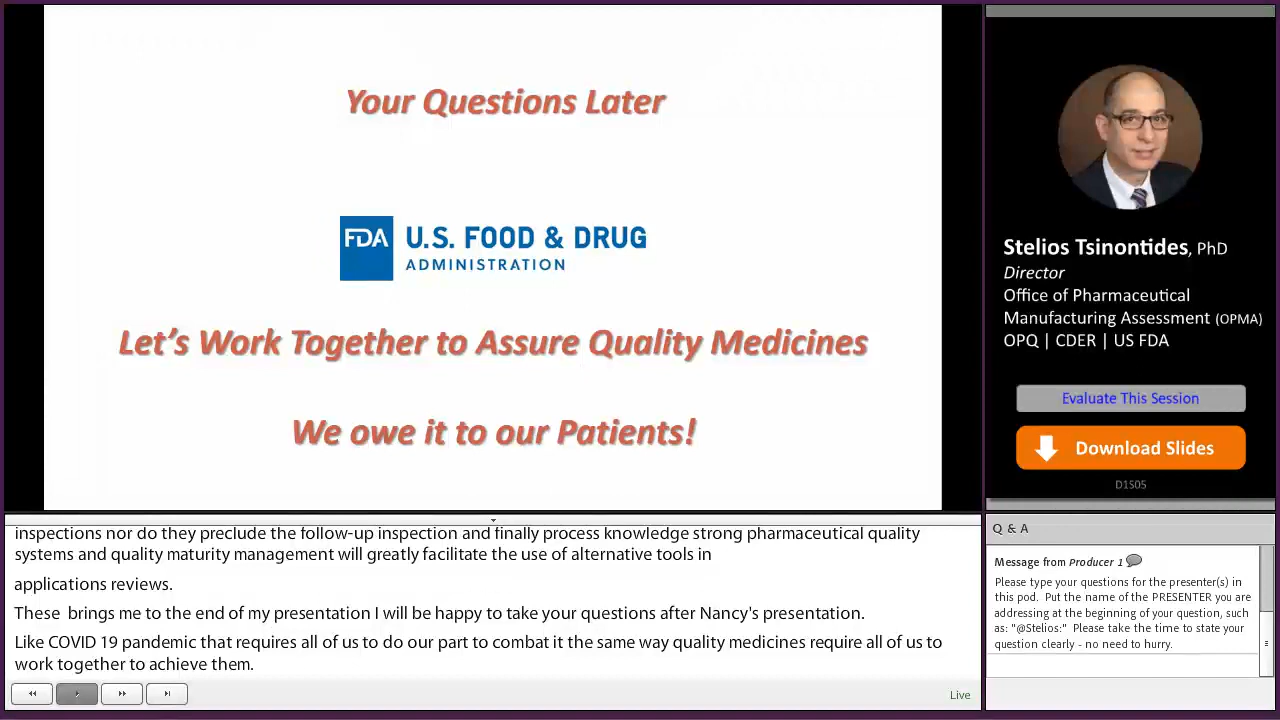 Your Questions Later
FDA
U.S. FOOD & DRUG
ADMINISTRATION
Let's Work Together to Assure Quality Medicines
We owe it to our Patients!
Stelios Tsinontides, PhD
Director
Office of Pharmaceutical
Manufacturing Assessment (OPMA)
OPQ | CDER | US FDA
Evaluate This Session
Download Slides
D1S05
inspections nor do they preclude the follow-up inspection and finally process knowledge strong pharmaceutical quality
systems and quality maturity management will greatly facilitate the use of alternative tools in
applications reviews.
These brings me to the end of my presentation I will be happy to take your questions after Nancy's presentation.
Like COVID 19 pandemic that requires all of us to do our part to combat it the same way quality medicines require all of us to
work together to achieve them.
Live
Q & A
Message from Producer 1
Please type your questions for the presenter(s) in
this pod. Put the name of the PRESENTER you are
addressing at the beginning of your question, such
as: "@Stelios:" Please take the time to state your
question clearly - no need to hurry.